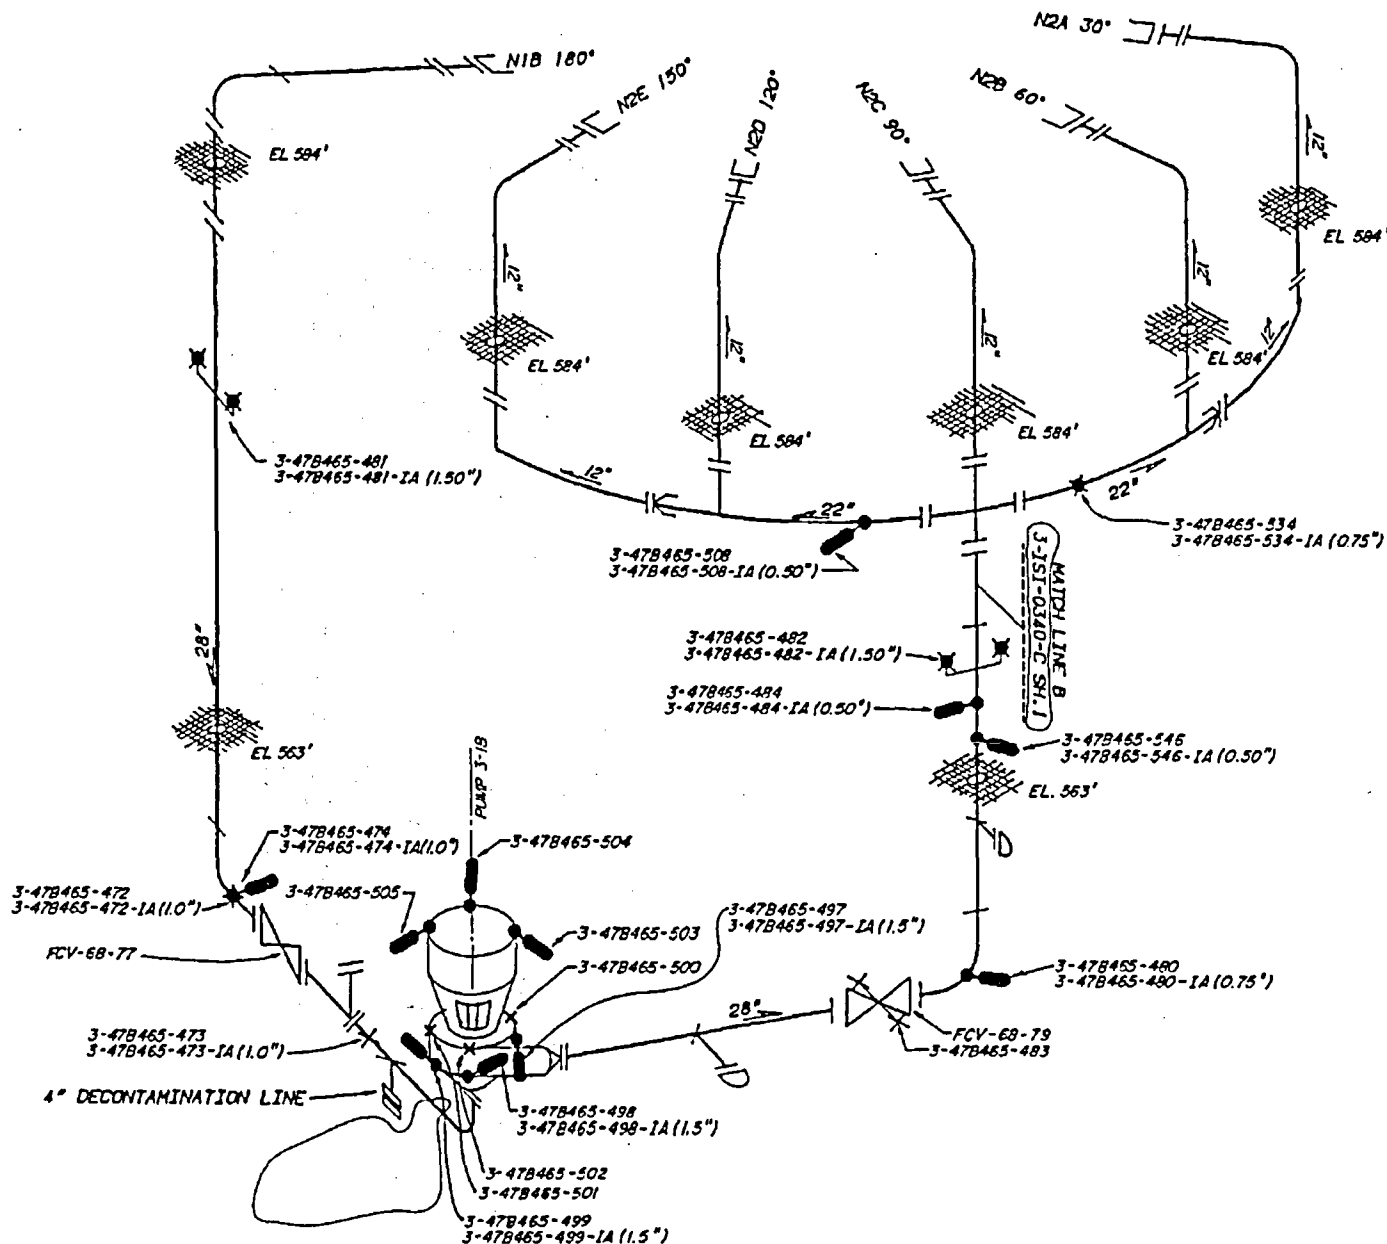 N2A 30°
N1B 180°
N2E 150°
N2D 120°
N2C 90°
N2B 60°
EL 584'
12"
12"
EL 584'
12"
EL 584'
12"
EL 584'
12"
EL 584'
12"
EL 584'
12"
3-47B465-481
3-47B465-481-IA (1.50")
12"
22"
22"
3-47B465-534
3-47B465-534-IA (0.75")
3-47B465-508
3-47B465-508-IA (0.50")
MATCH LINE B
3-ISI-0340-C SH.1
3-47B465-482
3-47B465-482-IA (1.50")
28"
3-47B465-484
3-47B465-484-IA (0.50")
3-47B465-546
3-47B465-546-IA (0.50")
EL 563'
EL. 563'
PUMP 3-1B
3-47B465-474
3-47B465-474-IA (1.0")
3-47B465-504
3-47B465-472
3-47B465-472-IA (1.0")
3-47B465-505
3-47B465-497
3-47B465-497-IA (1.5")
3-47B465-503
FCV-68-77
3-47B465-500
3-47B465-480
3-47B465-480-IA (0.75")
28"
FCV-68-79
3-47B465-483
3-47B465-473
3-47B465-473-IA (1.0")
4" DECONTAMINATION LINE
3-47B465-498
3-47B465-498-IA (1.5")
3-47B465-502
3-47B465-501
3-47B465-499
3-47B465-499-IA (1.5")